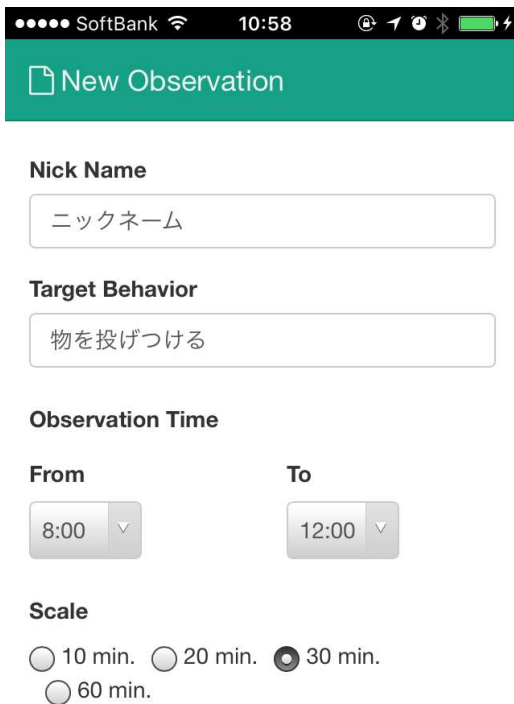 SoftBank 10:58
New Observation
Nick Name
ニックネーム
Target Behavior
物を投げつける
Observation Time
From To
8:00 12:00
Scale
10 min. 20 min. 30 min.
60 min.